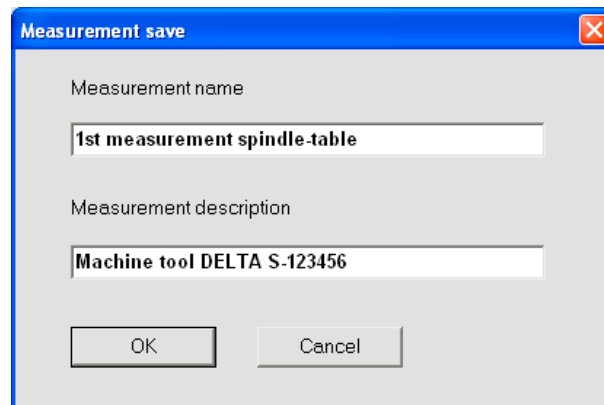 Measurement save
Measurement name
1st measurement spindle-table
Measurement description
Machine tool DELTA S-123456
OK Cancel